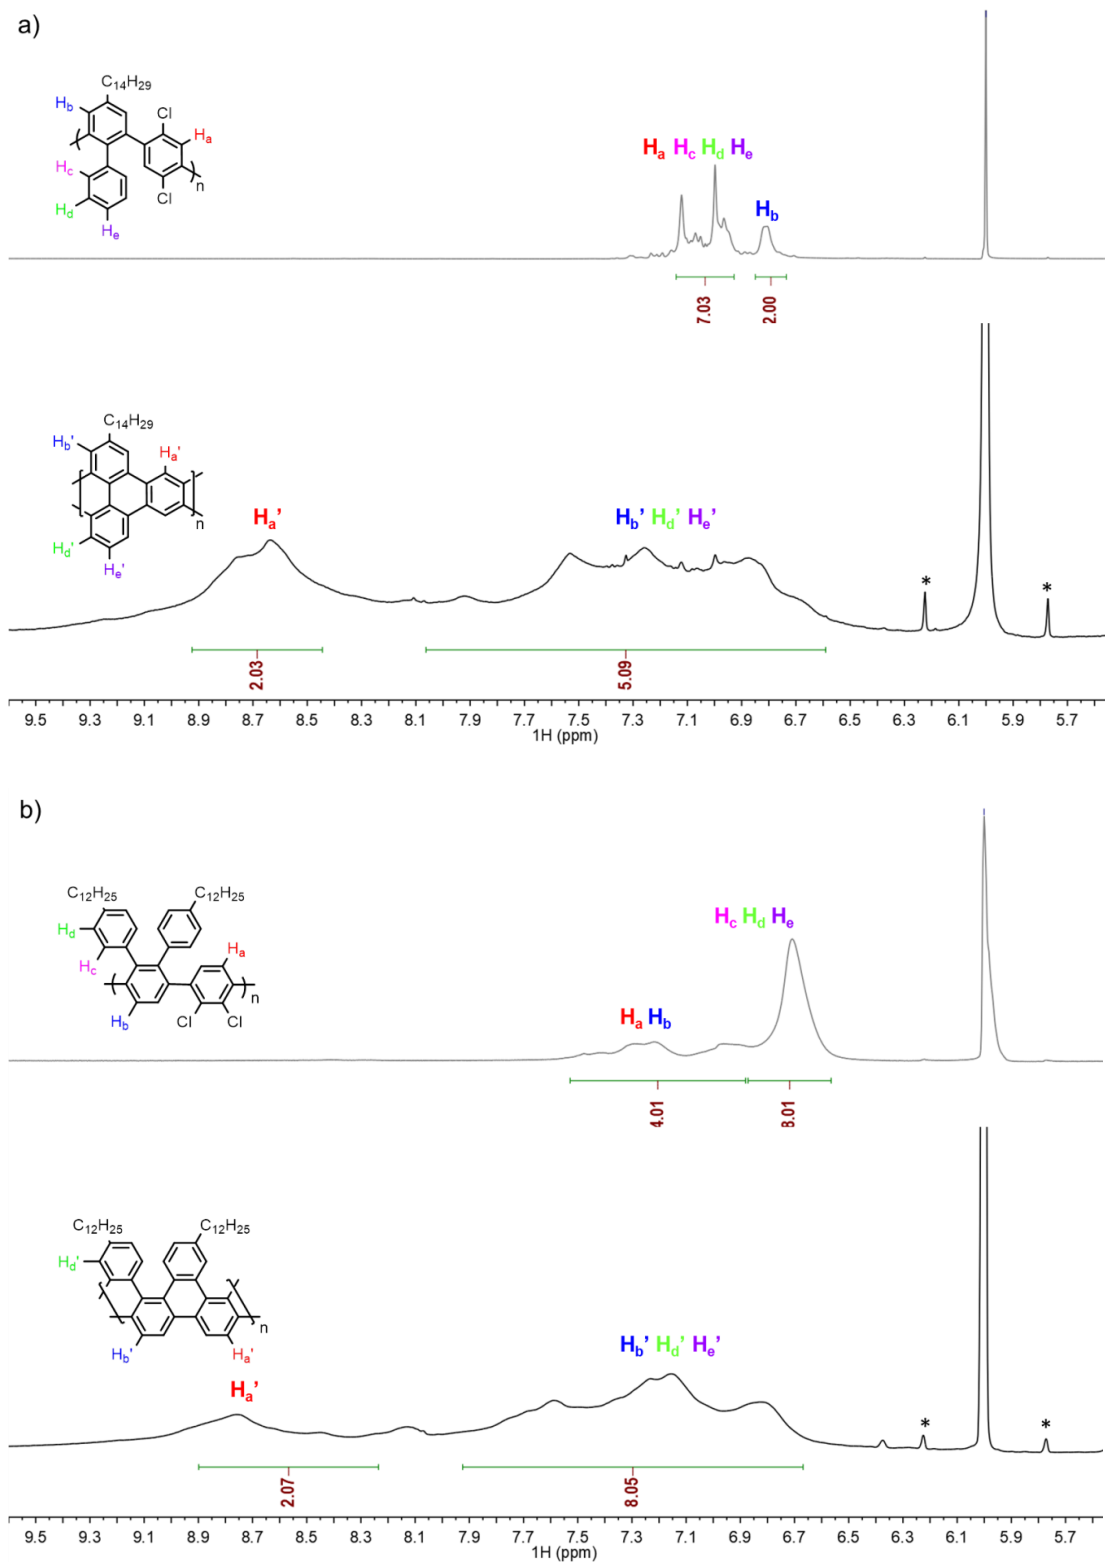 a)
C14H29
Hb
Cl
Ha
Hc
n
Cl
Hd
He
Ha Hc Hd He
Hb
7.03
2.00
C14H29
Hb'
Ha'
n
Hd'
He'
Ha'
Hb' Hd' He'
*
*
2.03
5.09
9.5 9.3 9.1 8.9 8.7 8.5 8.3 8.1 7.9 7.7 7.5 7.3 7.1 6.9 6.7 6.5 6.3 6.1 5.9 5.7
1H (ppm)
b)
C12H25
C12H25
Hd
Ha
Hc
n
Hb
Cl
Cl
Hc Hd He
Ha Hb
4.01
8.01
C12H25
C12H25
Hd'
n
Hb'
Ha'
Hb' Hd' He'
Ha'
*
*
2.07
8.05
9.5 9.3 9.1 8.9 8.7 8.5 8.3 8.1 7.9 7.7 7.5 7.3 7.1 6.9 6.7 6.5 6.3 6.1 5.9 5.7
1H (ppm)